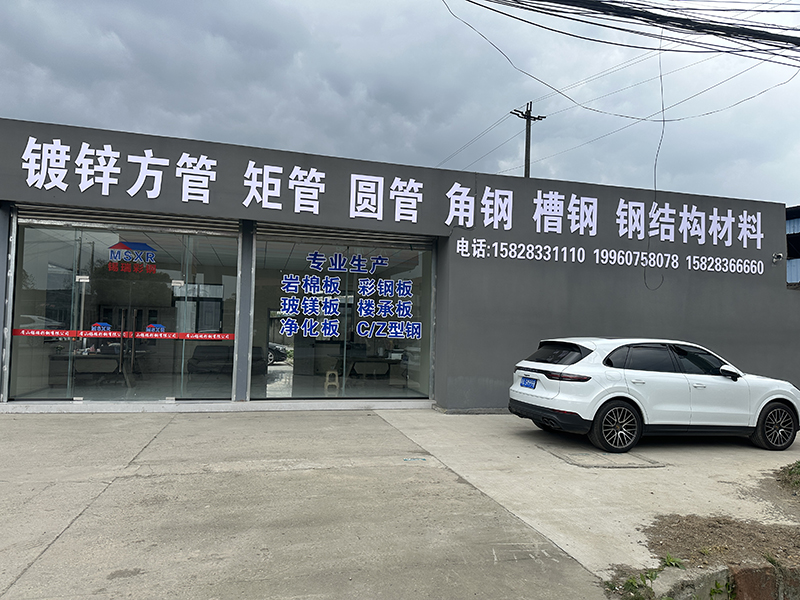 镀锌方管 矩管 圆管 角钢 槽钢 钢结构材料
电话:15828331110 19960758078 15828366660
MSXR
专业生产
岩棉板 彩钢板
玻镁板 楼承板
净化板 C/Z型钢
MSXR